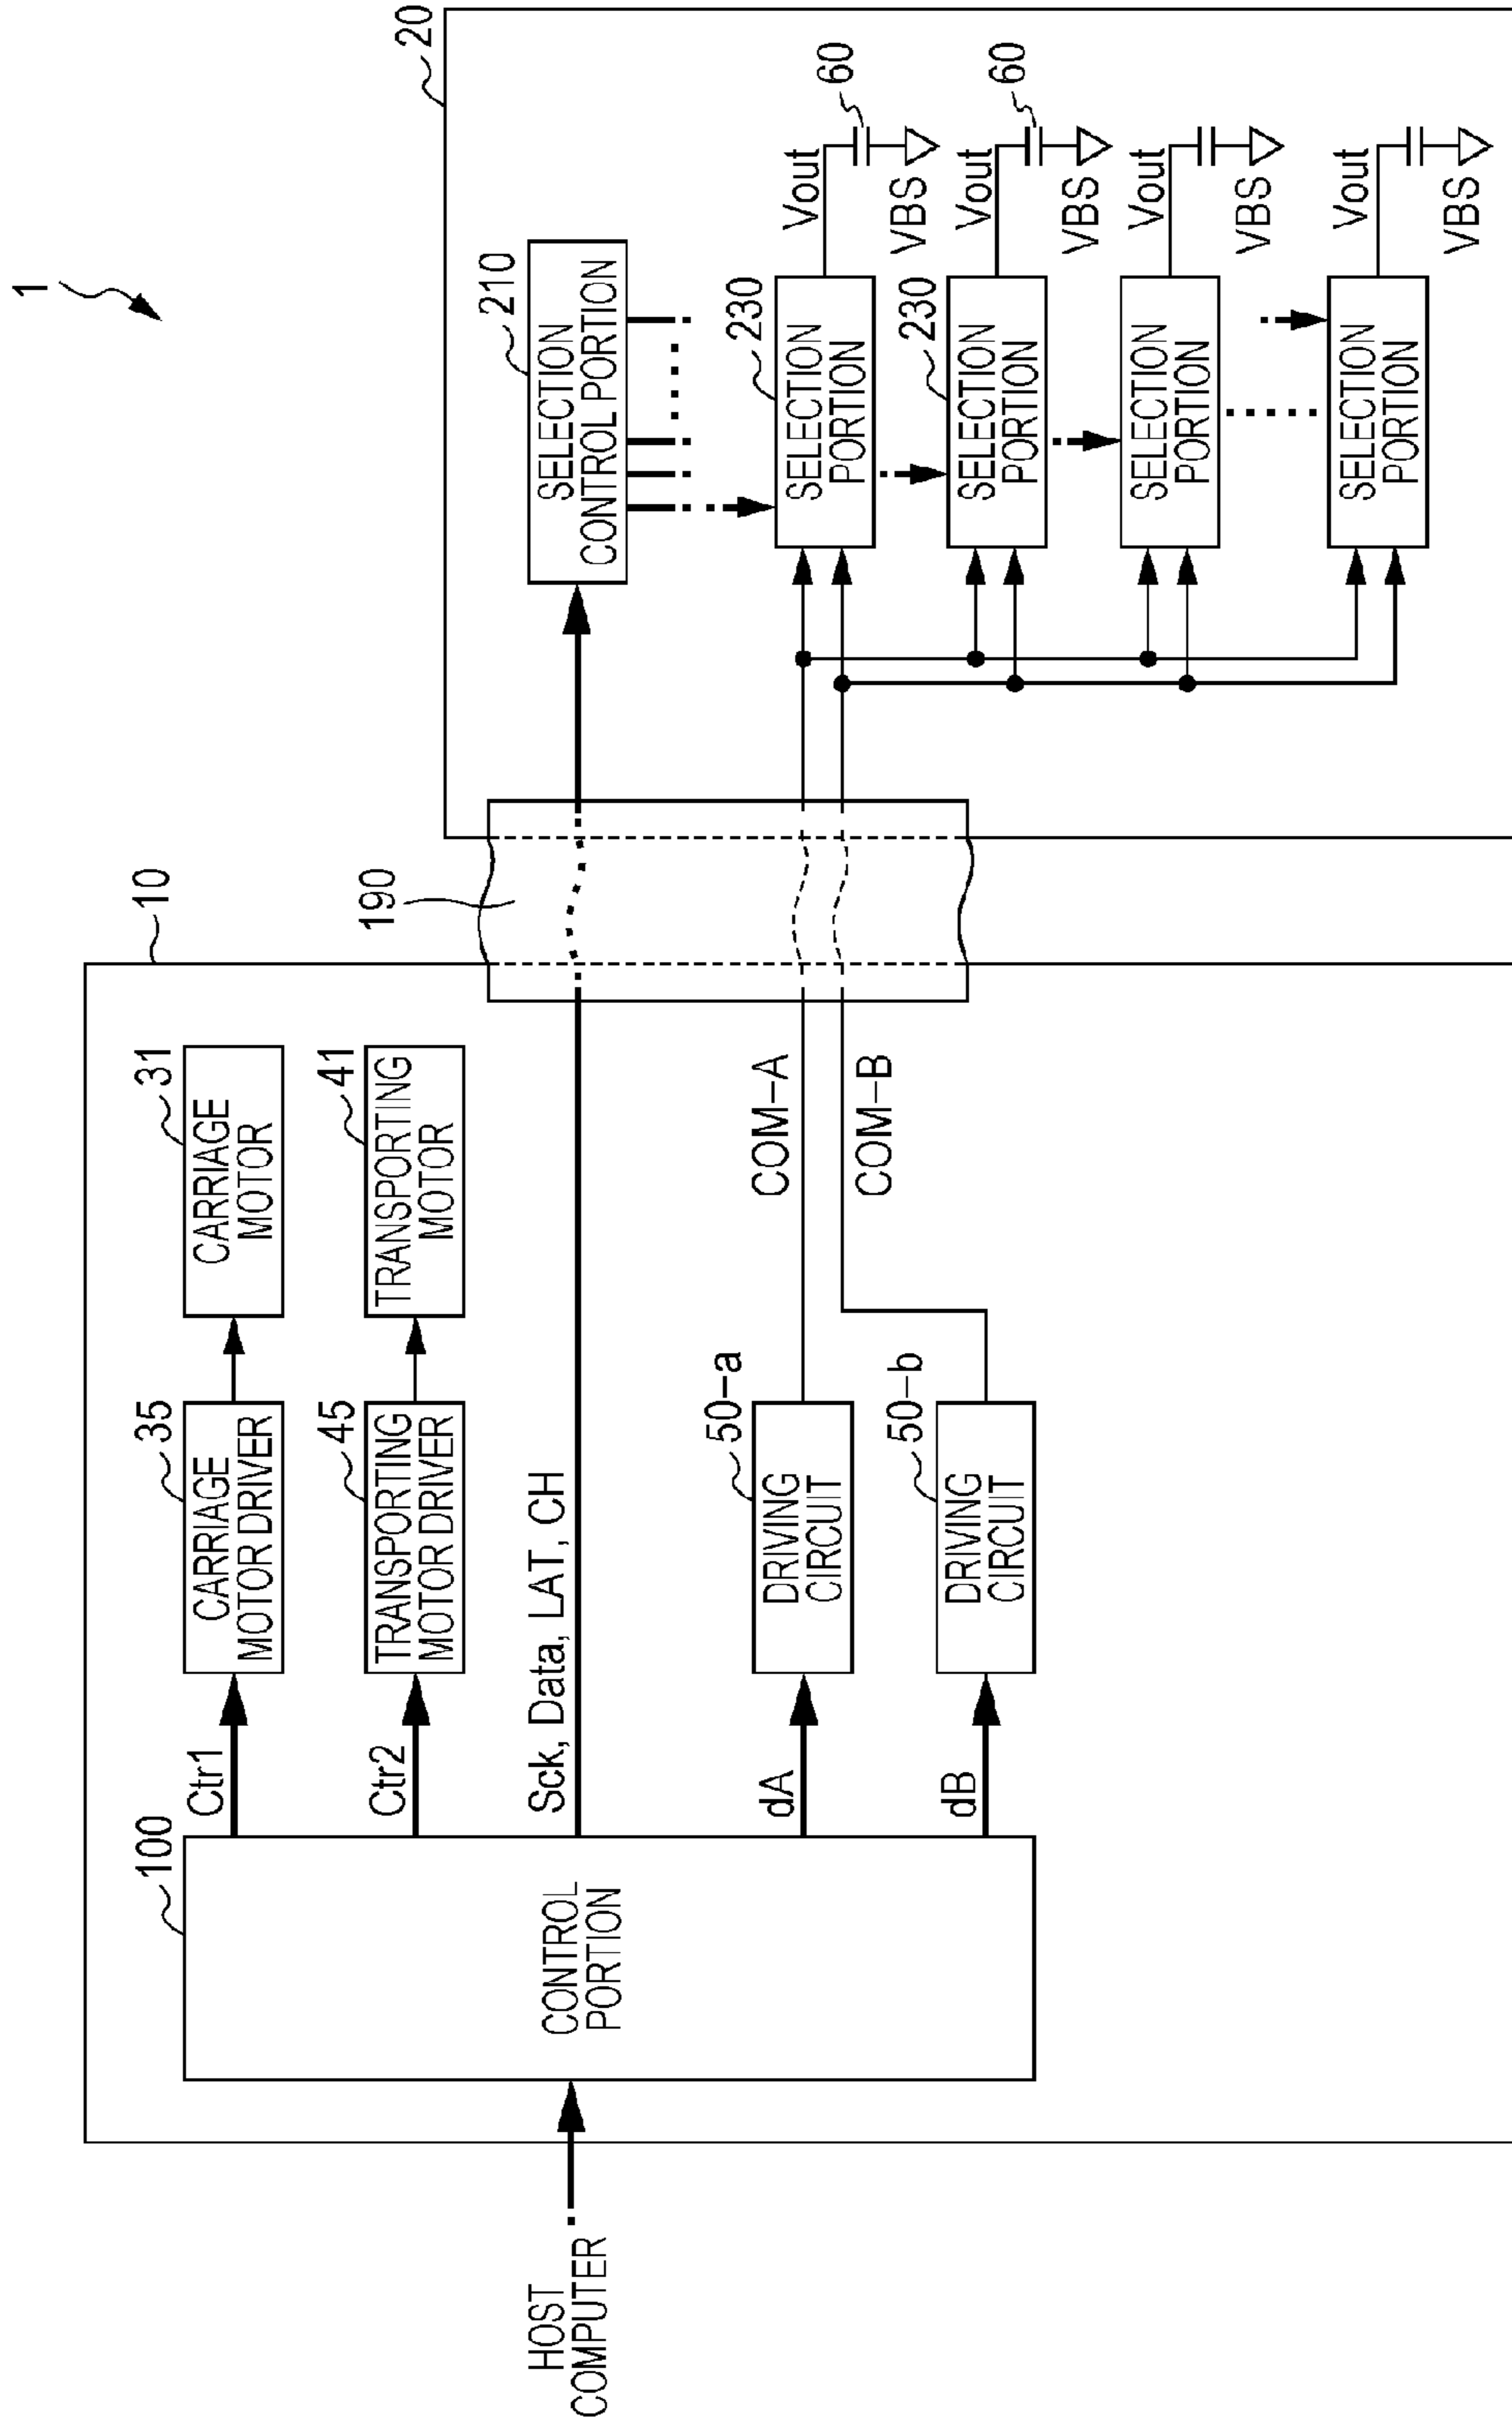 1
10
20
HOST
COMPUTER
100
CONTROL
PORTION
Ctr1
35
CARRIAGE
MOTOR DRIVER
31
CARRIAGE
MOTOR
Ctr2
45
TRANSPORTING
MOTOR DRIVER
41
TRANSPORTING
MOTOR
Sck, Data, LAT, CH
190
210
SELECTION
CONTROL PORTION
dA
50-a
DRIVING
CIRCUIT
COM-A
dB
50-b
DRIVING
CIRCUIT
COM-B
230
SELECTION
PORTION
Vout
60
VBS
230
SELECTION
PORTION
Vout
60
VBS
SELECTION
PORTION
Vout
VBS
SELECTION
PORTION
Vout
VBS